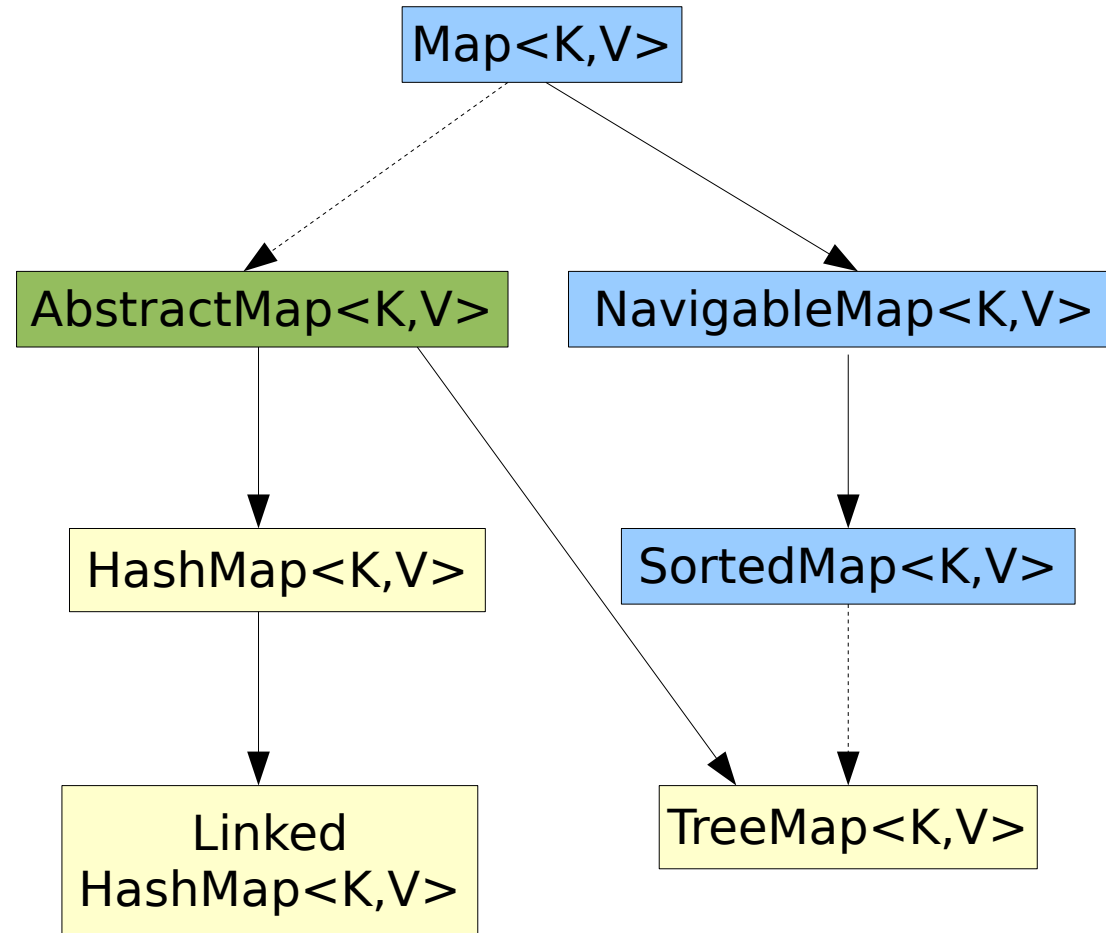 Map<K,V>
AbstractMap<K,V>
NavigableMap<K,V>
HashMap<K,V>
SortedMap<K,V>
Linked
HashMap<K,V>
TreeMap<K,V>